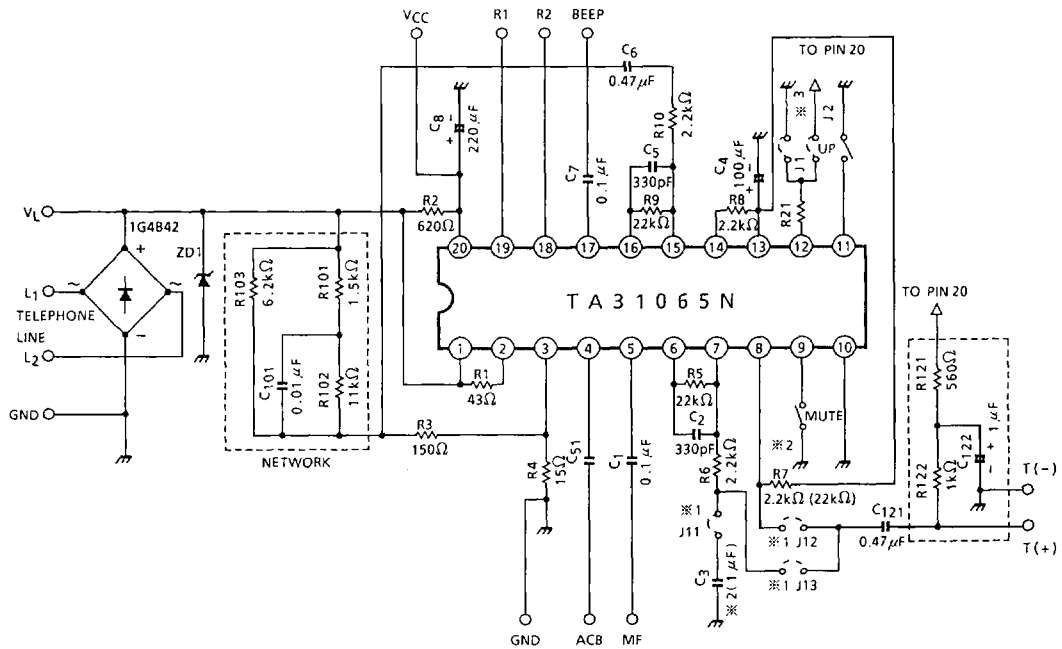 VCC R1 R2 BEEP
C6
0.47μF
TO PIN 20
R10
2.2kΩ
C8
220μF
+ -
C7
0.1μF
C5
330pF
R9
22kΩ
C4
100μF
+ -
R8
2.2kΩ
※3
J1
UP
J2
R21
VL
1G4B42
R2
620Ω
ZD1
+
~ ~
-
L1
TELEPHONE
LINE
L2
GND
R103
6.2kΩ
R101
1.5kΩ
C101
0.01μF
R102
11kΩ
NETWORK
20 19 18 17 16 15 14 13 12 11
TA31065N
1 2 3 4 5 6 7 8 9 10
R1
43Ω
R3
150Ω
R4
15Ω
C51
C1
0.1μF
R5
22kΩ
C2
330pF
R6
2.2kΩ
※1
J11
C3
※2(1μF)
MUTE
※2
R7
2.2kΩ (22kΩ)
※1 J12
※1 J13
C121
0.47μF
TO PIN 20
R121
560Ω
R122
1kΩ
C122
- + 1μF
T(-)
T(+)
GND ACB MF